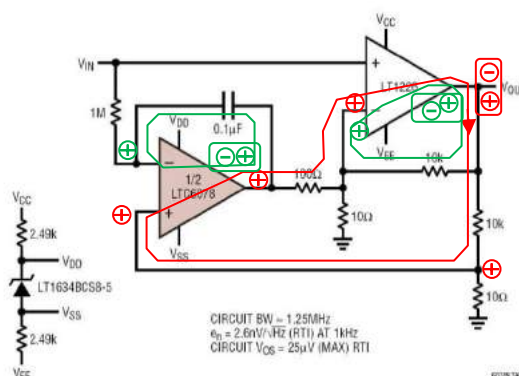 VCC
VIN
+
VOU
LT1226
−
1M
0.1µF
VDD
VEE
10k
−
1/2
LTC6078
100Ω
+
10Ω
10k
VCC
VSS
2.49k
VDD
LT1634BCS8-5
10Ω
VSS
2.49k
CIRCUIT BW = 1.25MHz
en = 2.6nV/√Hz (RTI) AT 1kHz
CIRCUIT VOS = 25µV (MAX) RTI
VEE